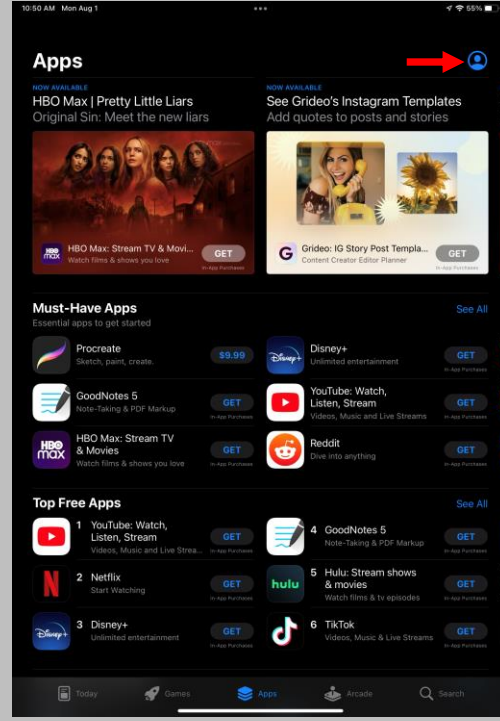 10:50 AM Mon Aug 1
55%
Apps
NOW AVAILABLE
HBO Max | Pretty Little Liars
Original Sin: Meet the new liars
NOW AVAILABLE
See Grideo's Instagram Templates
Add quotes to posts and stories
HBO max
HBO Max: Stream TV & Movi...
Watch films & shows you love
GET
In-App Purchases
G
Grideo: IG Story Post Templa...
Content Creator Editor Planner
GET
In-App Purchases
Must-Have Apps
See All
Essential apps to get started
Procreate
Sketch, paint, create.
$9.99
Disney+
Disney+
Unlimited entertainment
GET
In-App Purchases
GoodNotes 5
Note-Taking & PDF Markup
GET
In-App Purchases
YouTube: Watch,
Listen, Stream
Videos, Music and Live Streams
GET
In-App Purchases
HBO max
HBO Max: Stream TV
& Movies
Watch films & shows you love
GET
In-App Purchases
Reddit
Dive into anything
GET
In-App Purchases
Top Free Apps
See All
1 YouTube: Watch,
Listen, Stream
Videos, Music and Live Strea...
GET
In-App Purchases
4 GoodNotes 5
Note-Taking & PDF Markup
GET
In-App Purchases
N
2 Netflix
Start Watching
GET
In-App Purchases
hulu
5 Hulu: Stream shows
& movies
Watch films & tv episodes
GET
In-App Purchases
Disney+
3 Disney+
Unlimited entertainment
GET
In-App Purchases
6 TikTok
Videos, Music & Live Streams
GET
In-App Purchases
Today
Games
Apps
Arcade
Search